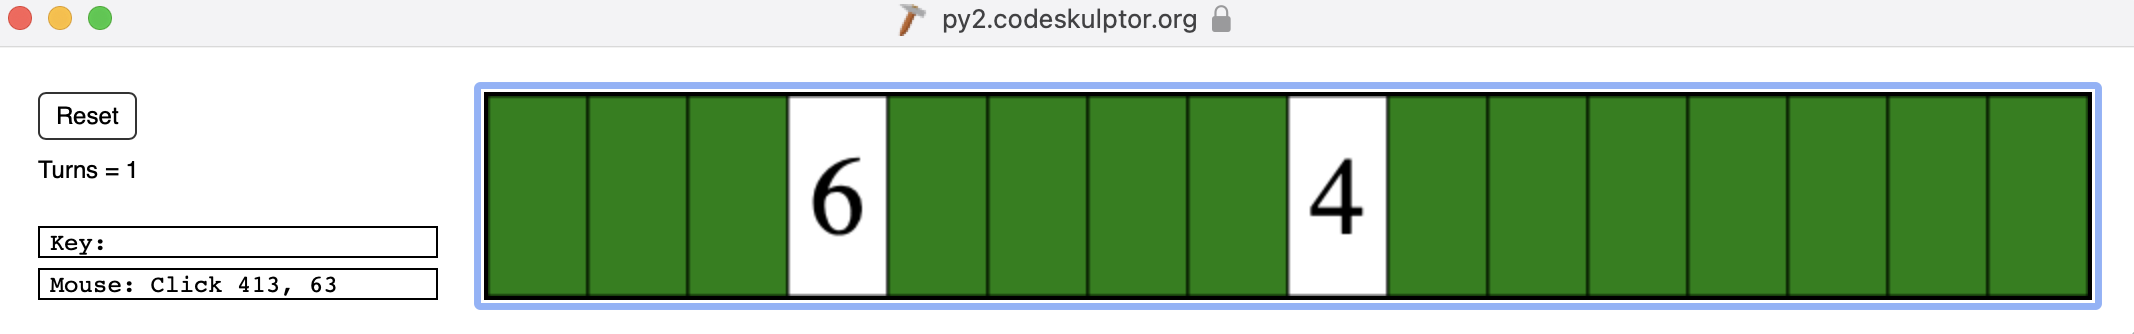 py2.codeskulptor.org
Reset
Turns = 1
Key:
Mouse: Click 413, 63
6 4